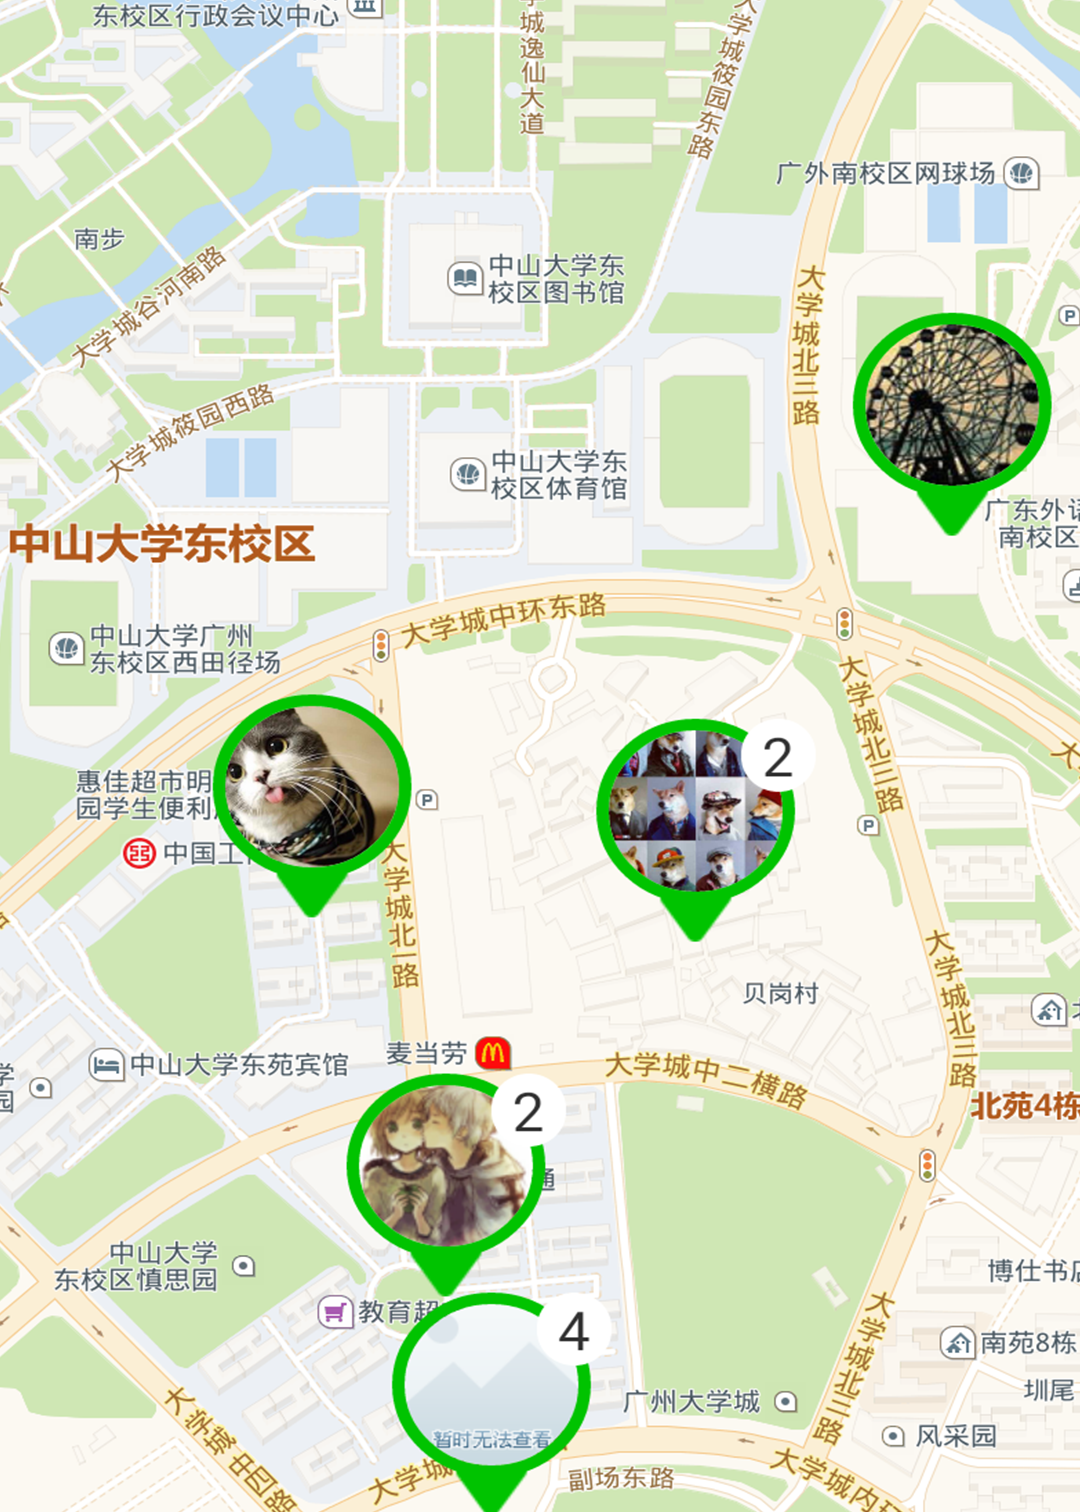 东校区行政会议中心
城逸仙大道
大学城筱园东路
广外南校区网球场
南步
大学城谷河南路
中山大学东
校区图书馆
大学城北三路
大学城筱园西路
中山大学东
校区体育馆
广东外语
南校区
中山大学东校区
大学城中环东路
中山大学广州
东校区西田径场
大学城北三路
惠佳超市明
园学生便利
2
P
P
P
中国工
大学城北一路
大学城北三路
贝岗村
麦当劳
中山大学东苑宾馆
大学城中二横路
北苑4栋
2
通
中山大学
东校区慎思园
博仕书店
教育超
4
大学城北三路
南苑8栋
圳尾
暂时无法查看
广州大学城
风采园
大学城中四路
大学城
副场东路
大学城内环